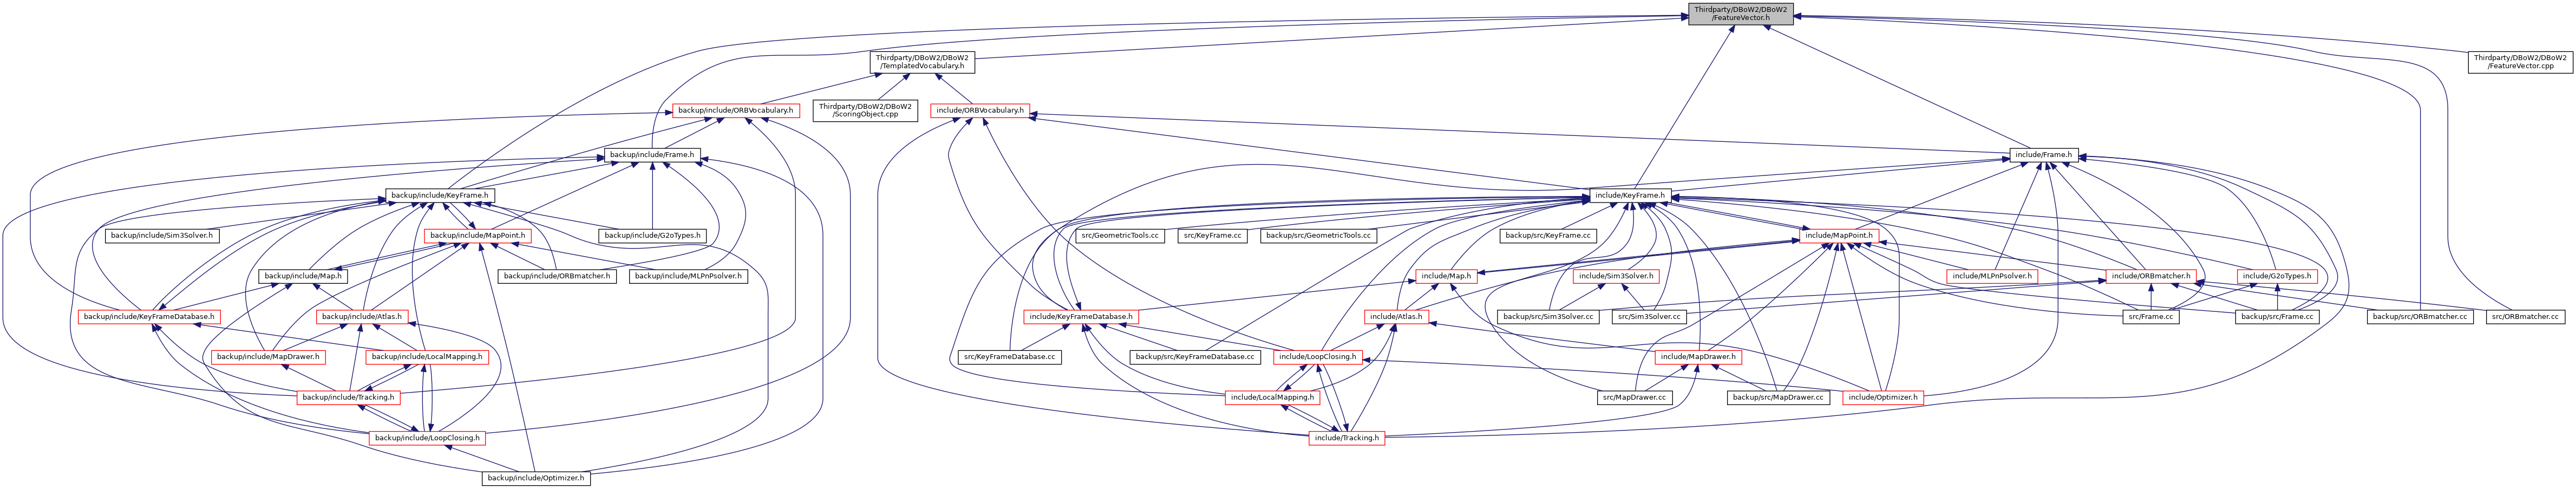 Thirdparty/DBoW2/DBoW2
/FeatureVector.h
Thirdparty/DBoW2/DBoW2
/TemplatedVocabulary.h
Thirdparty/DBoW2/DBoW2
/FeatureVector.cpp
backup/include/ORBVocabulary.h
Thirdparty/DBoW2/DBoW2
/ScoringObject.cpp
include/ORBVocabulary.h
backup/include/Frame.h
include/Frame.h
backup/include/KeyFrame.h
include/KeyFrame.h
backup/include/Sim3Solver.h
backup/include/MapPoint.h
backup/include/G2oTypes.h
src/GeometricTools.cc
src/KeyFrame.cc
backup/src/GeometricTools.cc
backup/src/KeyFrame.cc
include/MapPoint.h
backup/include/Map.h
backup/include/ORBmatcher.h
backup/include/MLPnPsolver.h
include/Map.h
include/Sim3Solver.h
include/MLPnPsolver.h
include/ORBmatcher.h
include/G2oTypes.h
backup/include/KeyFrameDatabase.h
backup/include/Atlas.h
include/KeyFrameDatabase.h
include/Atlas.h
backup/src/Sim3Solver.cc
src/Sim3Solver.cc
src/Frame.cc
backup/src/Frame.cc
backup/src/ORBmatcher.cc
src/ORBmatcher.cc
backup/include/MapDrawer.h
backup/include/LocalMapping.h
src/KeyFrameDatabase.cc
backup/src/KeyFrameDatabase.cc
include/LoopClosing.h
include/MapDrawer.h
backup/include/Tracking.h
include/LocalMapping.h
src/MapDrawer.cc
backup/src/MapDrawer.cc
include/Optimizer.h
backup/include/LoopClosing.h
include/Tracking.h
backup/include/Optimizer.h